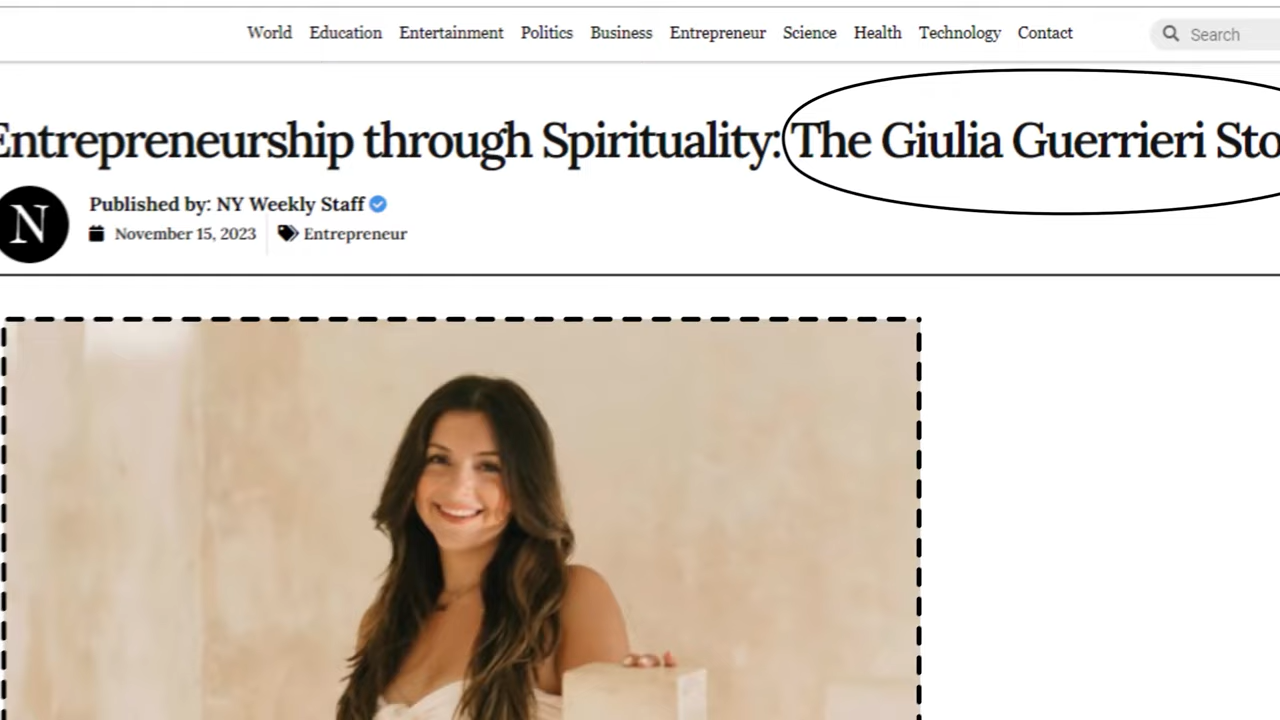 World Education Entertainment Politics Business Entrepreneur Science Health Technology Contact Search
Entrepreneurship through Spirituality: The Giulia Guerrieri Sto
N Published by: NY Weekly Staff
November 15, 2023 Entrepreneur